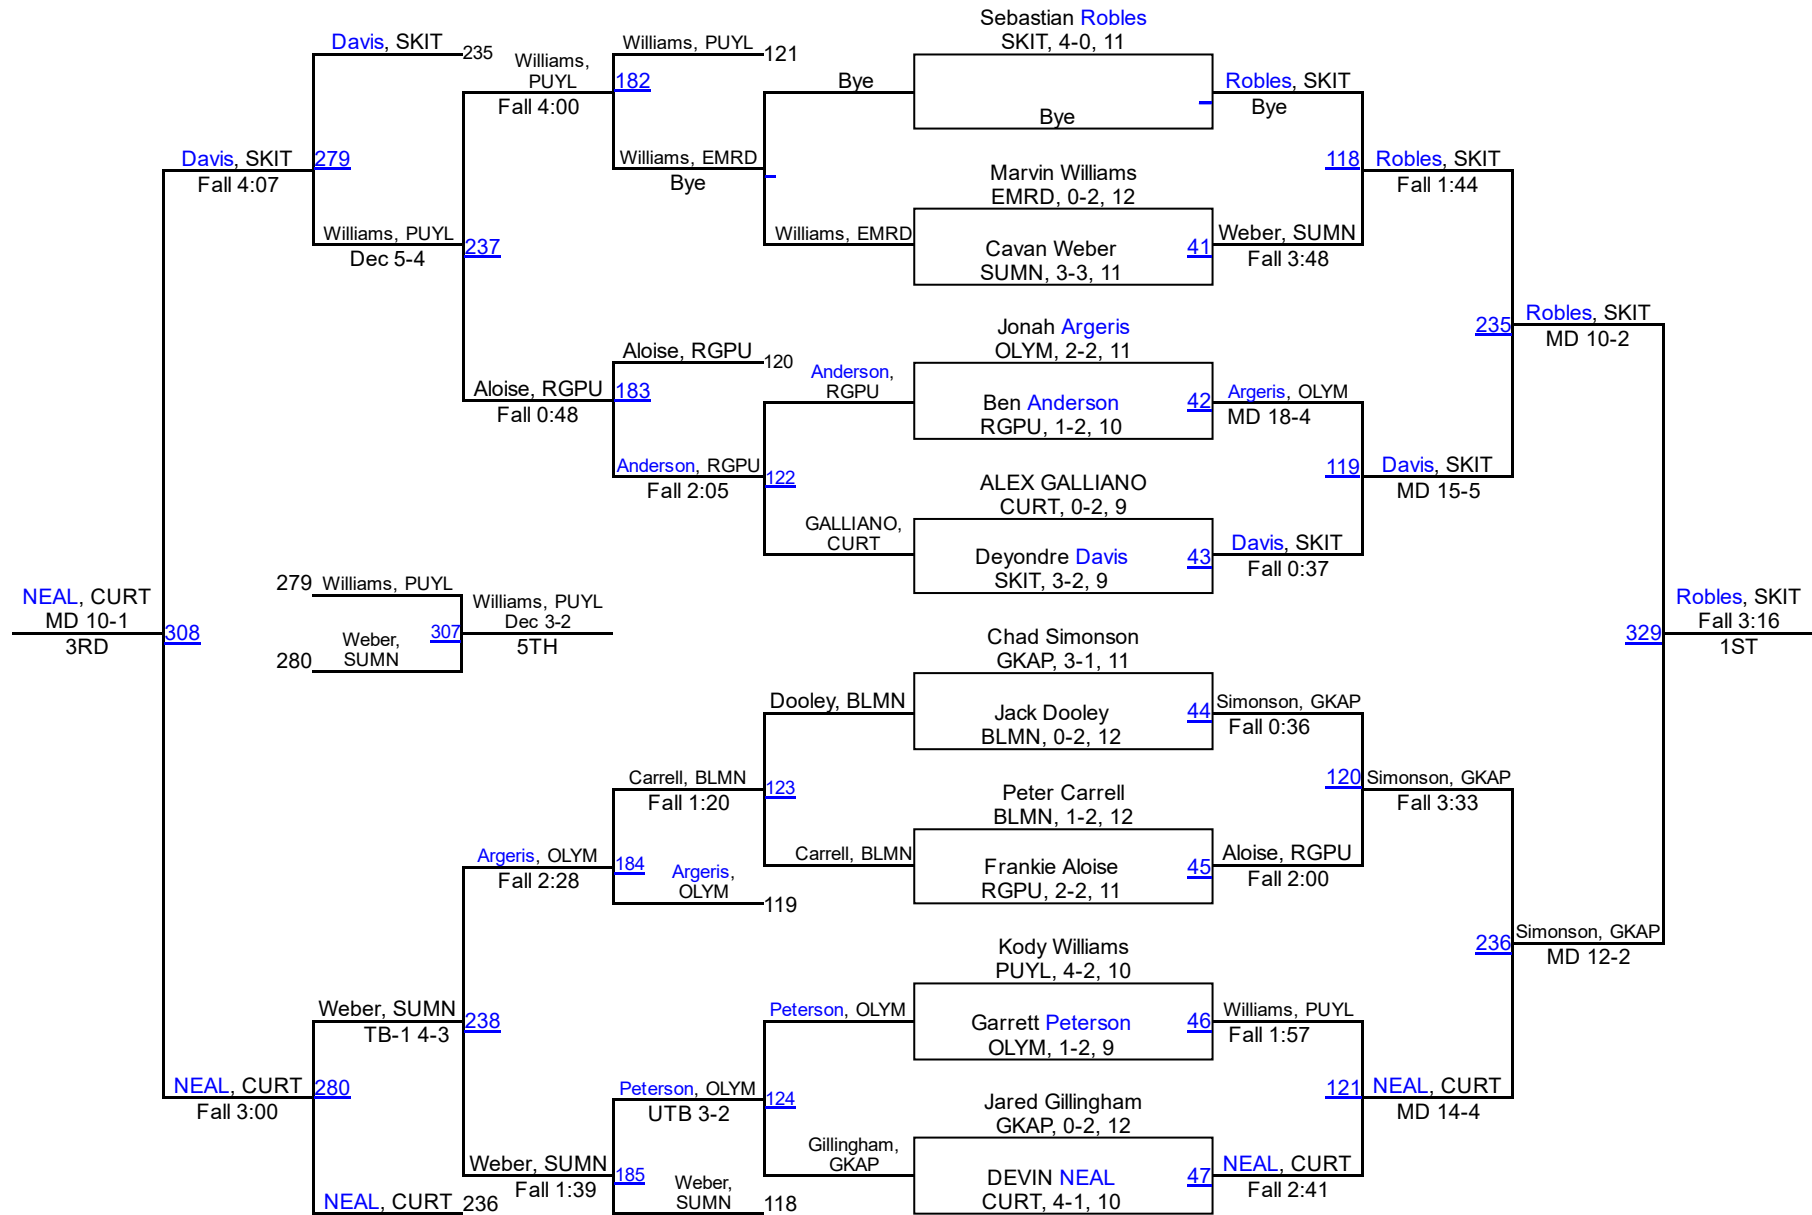 Sebastian Robles
SKIT, 4-0, 11
Bye
Marvin Williams
EMRD, 0-2, 12
Cavan Weber
SUMN, 3-3, 11
41
Jonah Argeris
OLYM, 2-2, 11
Ben Anderson
RGPU, 1-2, 10
42
ALEX GALLIANO
CURT, 0-2, 9
Deyondre Davis
SKIT, 3-2, 9
43
Chad Simonson
GKAP, 3-1, 11
Jack Dooley
BLMN, 0-2, 12
44
Peter Carrell
BLMN, 1-2, 12
Frankie Aloise
RGPU, 2-2, 11
45
Kody Williams
PUYL, 4-2, 10
Garrett Peterson
OLYM, 1-2, 9
46
Jared Gillingham
GKAP, 0-2, 12
DEVIN NEAL
CURT, 4-1, 10
47
Robles, SKIT
Bye
118
Weber, SUMN
Fall 3:48
Argeris, OLYM
MD 18-4
119
Davis, SKIT
Fall 0:37
Simonson, GKAP
Fall 0:36
120
Aloise, RGPU
Fall 2:00
Williams, PUYL
Fall 1:57
121
NEAL, CURT
Fall 2:41
Robles, SKIT
Fall 1:44
235
Davis, SKIT
MD 15-5
Simonson, GKAP
Fall 3:33
236
NEAL, CURT
MD 14-4
Robles, SKIT
MD 10-2
329
Simonson, GKAP
MD 12-2
Robles, SKIT
Fall 3:16
1ST
Bye
Williams, EMRD
Anderson,
RGPU
122
GALLIANO,
CURT
Dooley, BLMN
123
Carrell, BLMN
Peterson, OLYM
124
Gillingham,
GKAP
Williams, PUYL
121
182
Williams, EMRD
Bye
Aloise, RGPU
120
183
Anderson, RGPU
Fall 2:05
Carrell, BLMN
Fall 1:20
184
Argeris,
OLYM
119
Peterson, OLYM
UTB 3-2
185
Weber,
SUMN
118
Williams,
PUYL
Fall 4:00
237
Aloise, RGPU
Fall 0:48
Argeris, OLYM
Fall 2:28
238
Weber, SUMN
Fall 1:39
Davis, SKIT
235
279
Williams, PUYL
Dec 5-4
Weber, SUMN
TB-1 4-3
280
NEAL, CURT
236
Davis, SKIT
Fall 4:07
308
NEAL, CURT
Fall 3:00
NEAL, CURT
MD 10-1
3RD
279
Williams, PUYL
307
280
Weber,
SUMN
Williams, PUYL
Dec 3-2
5TH